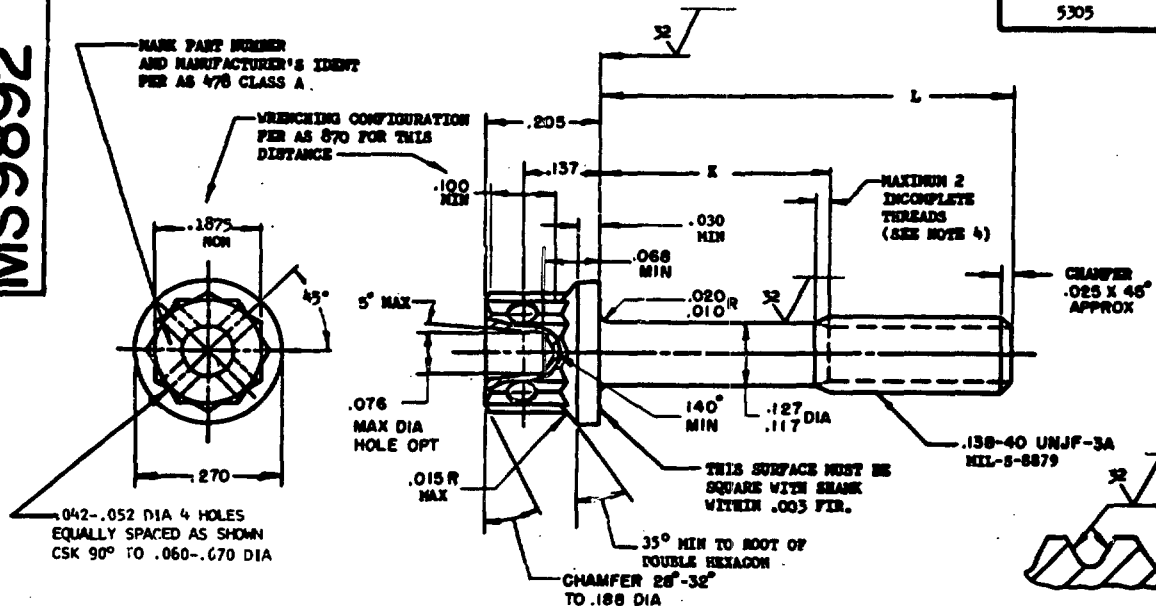 MS9892
5305
MARK PART NUMBER
AND MANUFACTURER'S IDENT
PER AS 478 CLASS A.
WRENCHING CONFIGURATION
PER AS 870 FOR THIS
DISTANCE
32
L
.205
.137
X
.100
MIN
MAXIMUM 2
INCOMPLETE
THREADS
(SEE NOTE 4)
.030
MIN
.068
MIN
.1875
NOM
45°
5° MAX
.020 R
.010
32
CHAMFER
.025 X 45°
APPROX
.076
MAX DIA
HOLE OPT
140°
MIN
.127 DIA
.117
.138-40 UNJF-3A
MIL-S-8879
.270
.015 R
MAX
THIS SURFACE MUST BE
SQUARE WITH SHANK
WITHIN .003 FIR.
32
.042-.052 DIA 4 HOLES
EQUALLY SPACED AS SHOWN
CSK 90° TO .060-.070 DIA
35° MIN TO ROOT OF
DOUBLE HEXAGON
CHAMFER 28°-32°
TO .188 DIA